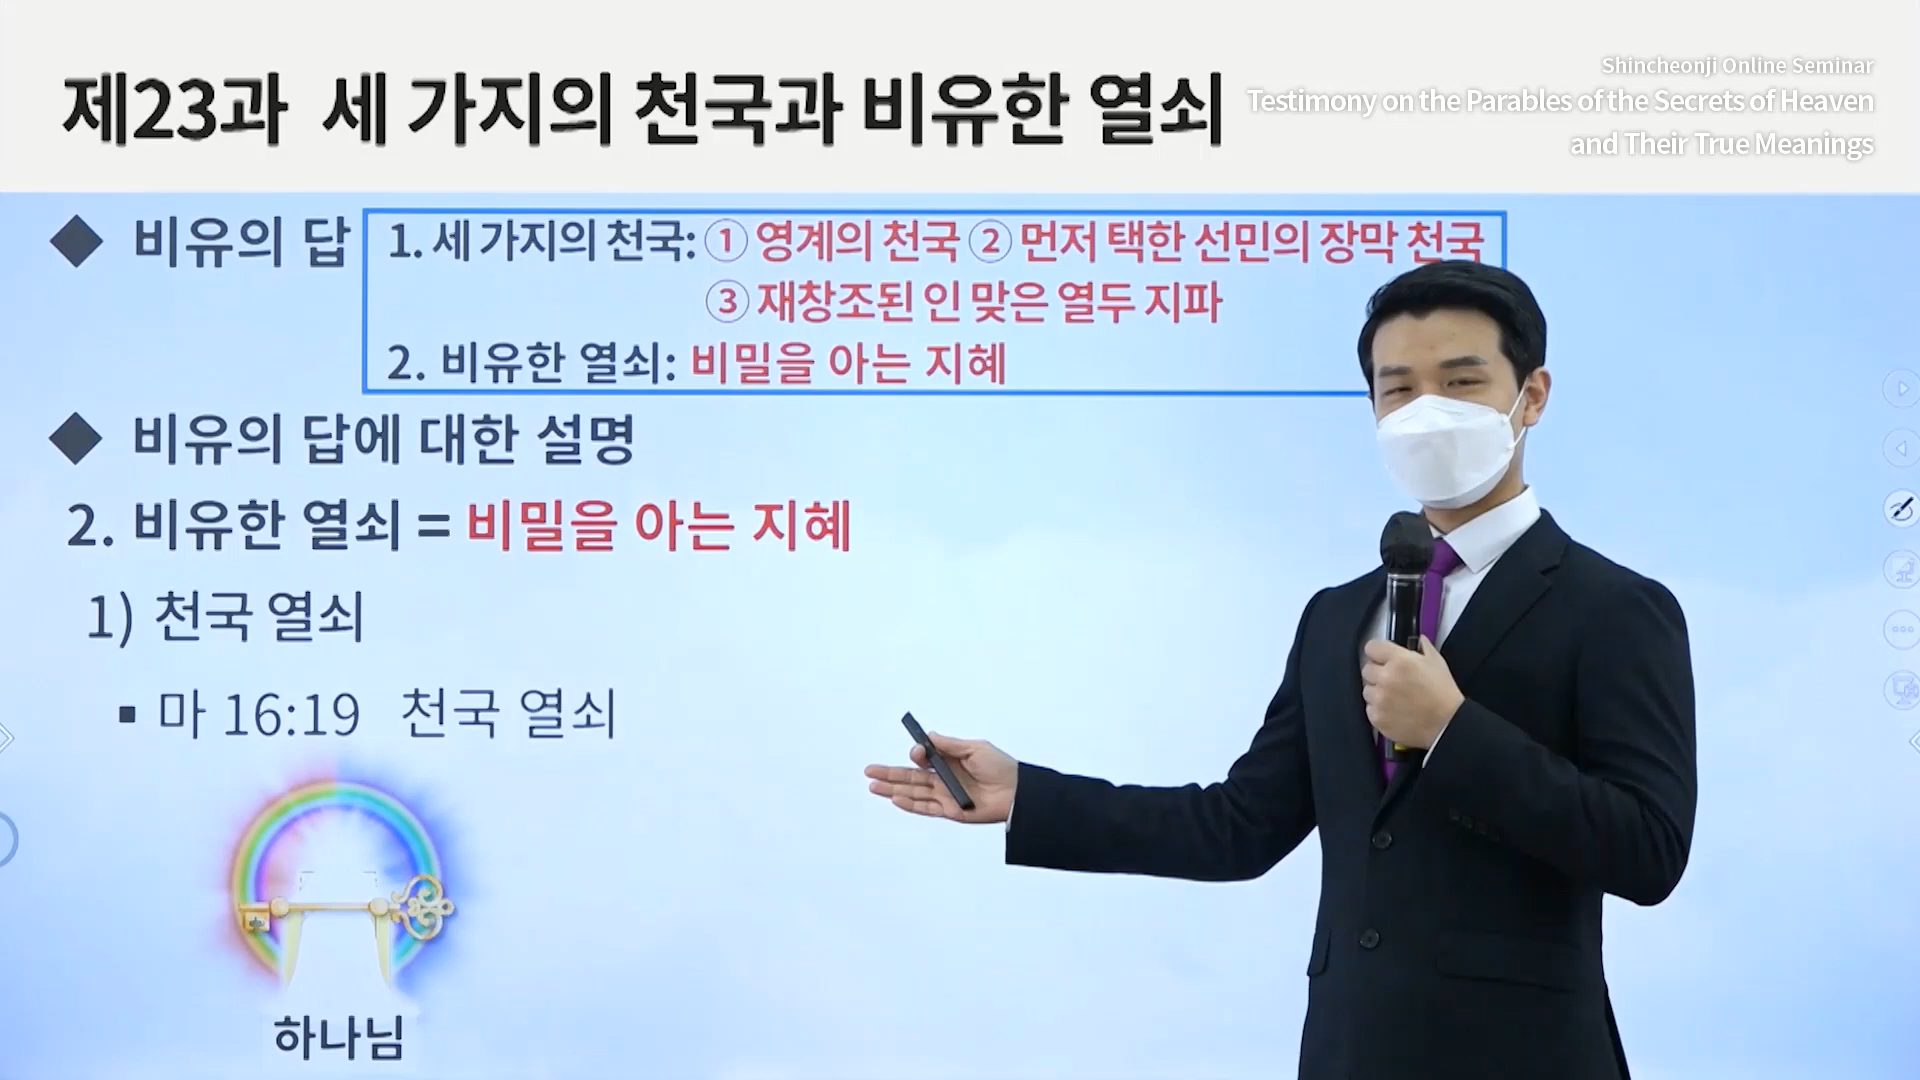 제23과 세 가지의 천국과 비유한 열쇠
Shincheonji Online Seminar
Testimony on the Parables of the Secrets of Heaven
and Their True Meanings
◆ 비유의 답
1. 세 가지의 천국: ① 영계의 천국 ② 먼저 택한 선민의 장막 천국
③ 재창조된 인 맞은 열두 지파
2. 비유한 열쇠: 비밀을 아는 지혜
◆ 비유의 답에 대한 설명
2. 비유한 열쇠 = 비밀을 아는 지혜
1) 천국 열쇠
▪ 마 16:19 천국 열쇠
하나님